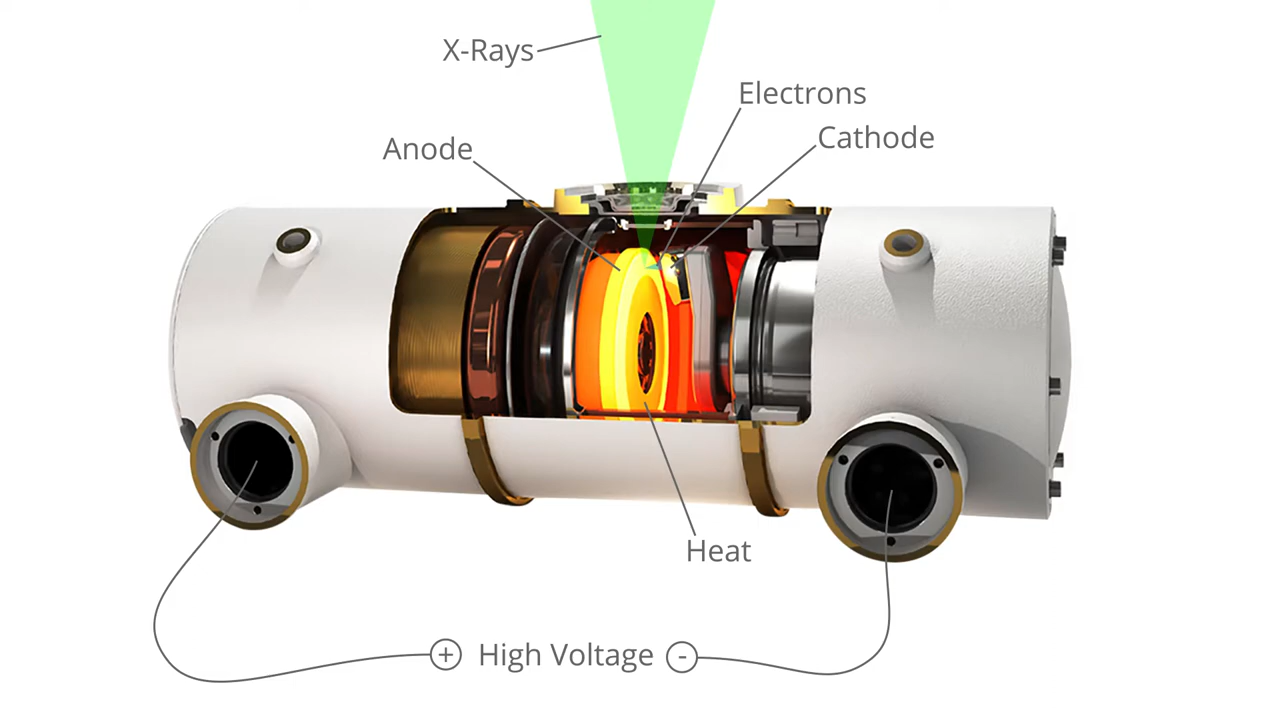 X-Rays
Electrons
Cathode
Anode
Heat
+ High Voltage -